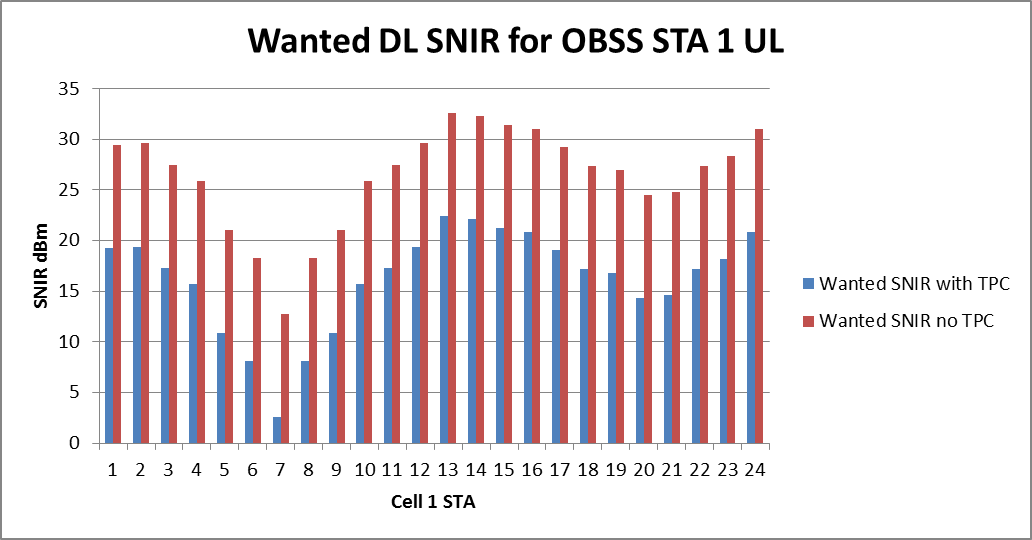 Wanted DL SNIR for OBSS STA 1 UL
35
30
25
20
15
10
5
0
SNIR dBm
1 2 3 4 5 6 7 8 9 10 11 12 13 14 15 16 17 18 19 20 21 22 23 24
Cell 1 STA
Wanted SNIR with TPC
Wanted SNIR no TPC